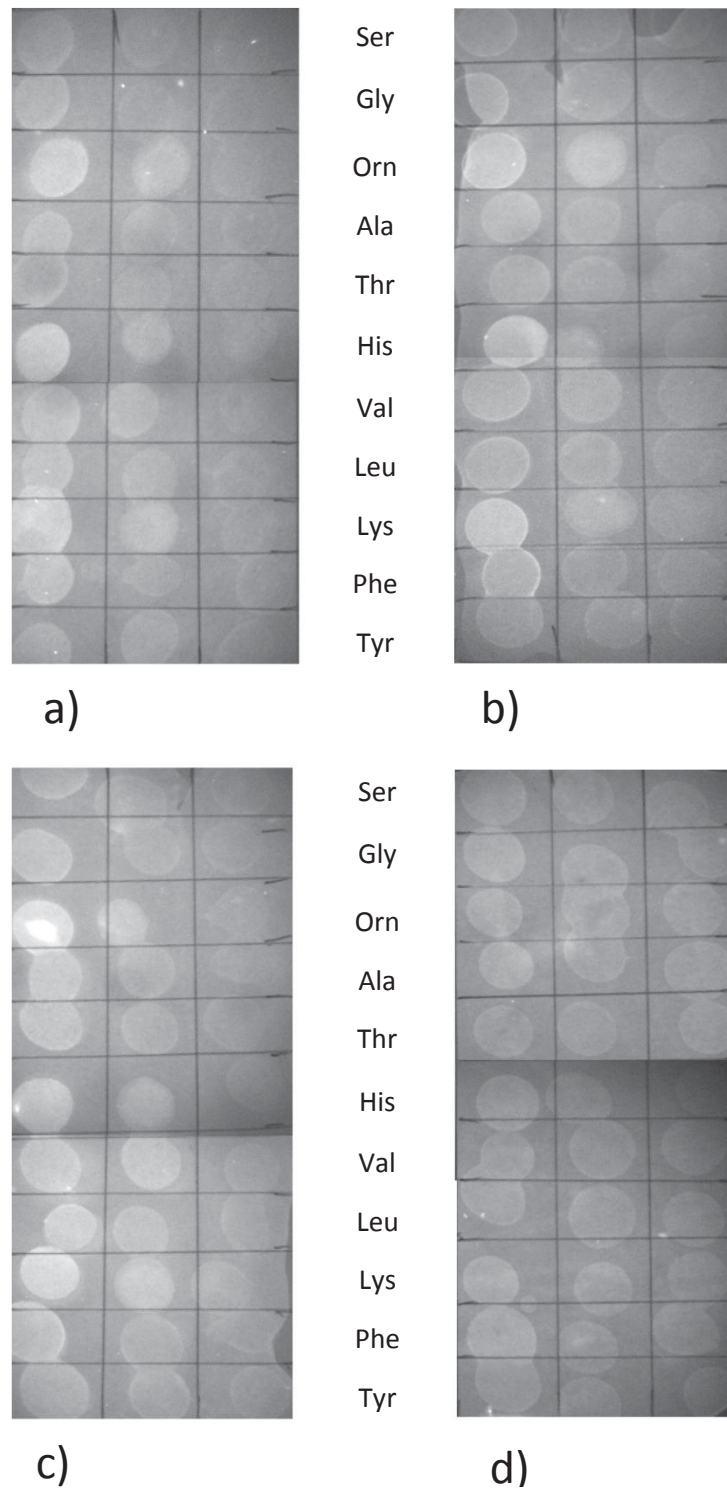 Ser
Gly
Orn
Ala
Thr
His
Val
Leu
Lys
Phe
Tyr
a)
b)
Ser
Gly
Orn
Ala
Thr
His
Val
Leu
Lys
Phe
Tyr
c)
d)